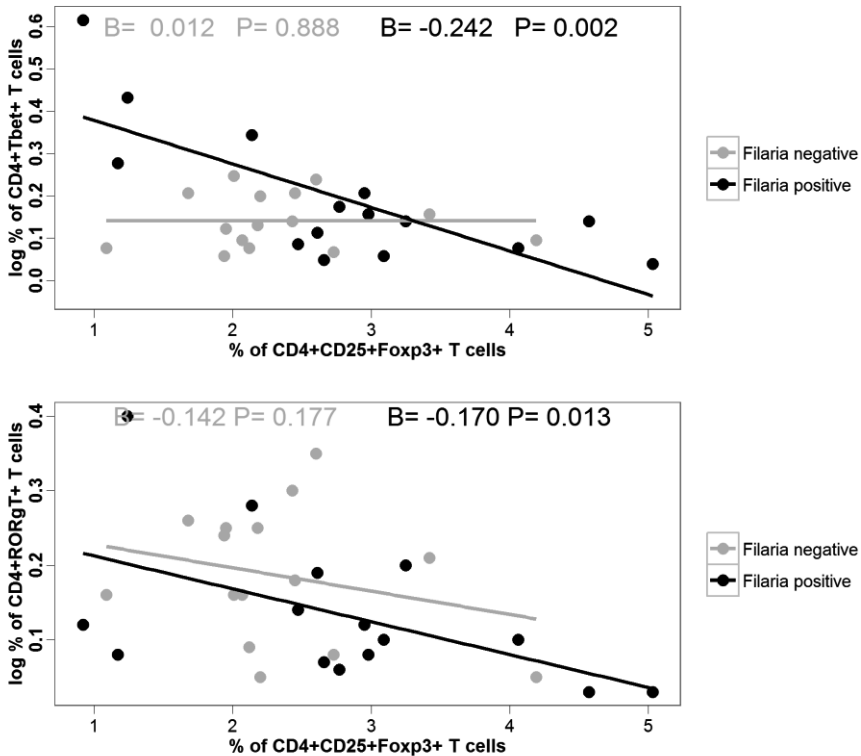 B= 0.012 P= 0.888 B= -0.242 P= 0.002
log % of CD4+Tbet+ T cells
0.6
0.5
0.4
0.3
0.2
0.1
0.0
1 2 3 4 5
% of CD4+CD25+Foxp3+ T cells
Filaria negative
Filaria positive
B= -0.142 P= 0.177 B= -0.170 P= 0.013
log % of CD4+RORgT+ T cells
0.4
0.3
0.2
0.1
1 2 3 4 5
% of CD4+CD25+Foxp3+ T cells
Filaria negative
Filaria positive